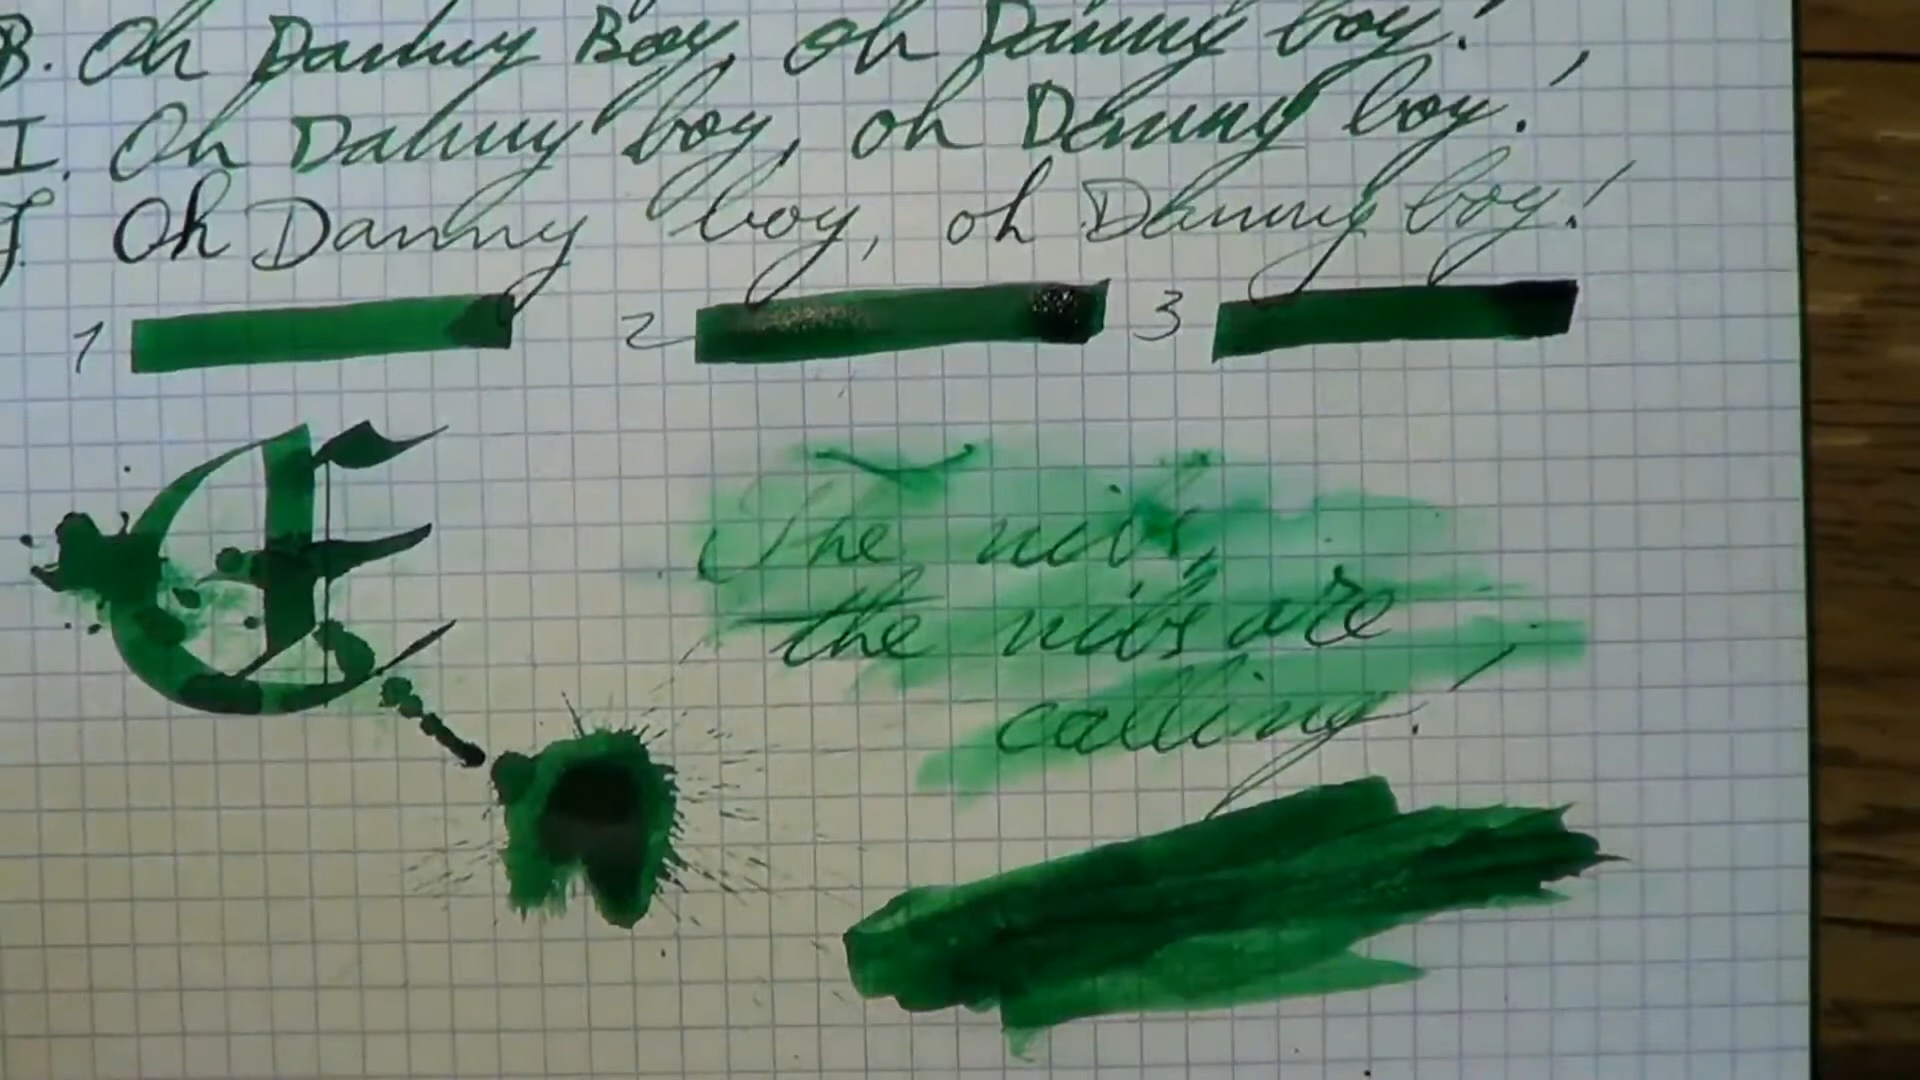 B. Oh Danny Boy, oh Danny boy!
I. Oh Danny boy, oh Danny boy!
J. Oh Danny boy, oh Danny boy!
1 2 3
E
The nibs,
the nibs are
calling!